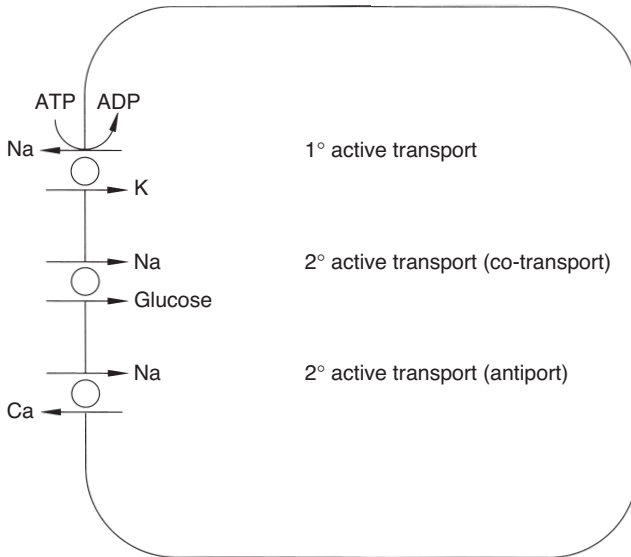 ATP ADP
Na
1° active transport
K
Na
2° active transport (co-transport)
Glucose
Na
2° active transport (antiport)
Ca